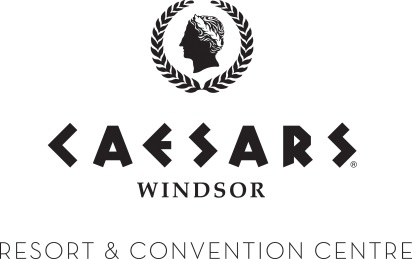 CAESARS®
WINDSOR
RESORT & CONVENTION CENTRE